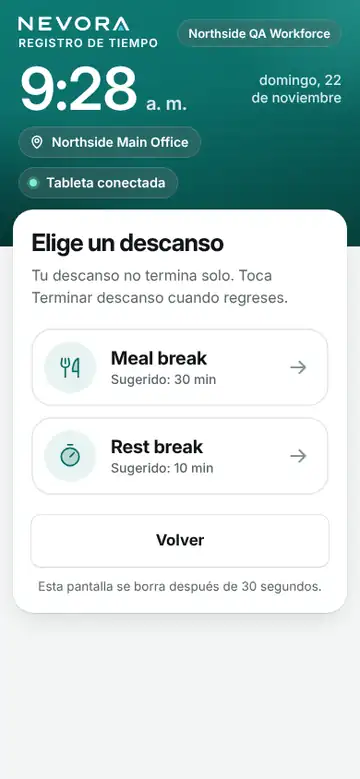 NEVORA
REGISTRO DE TIEMPO
Northside QA Workforce
9:28 a. m.
domingo, 22
de noviembre
Northside Main Office
Tableta conectada
Elige un descanso
Tu descanso no termina solo. Toca
Terminar descanso cuando regreses.
Meal break
Sugerido: 30 min
Rest break
Sugerido: 10 min
Volver
Esta pantalla se borra después de 30 segundos.